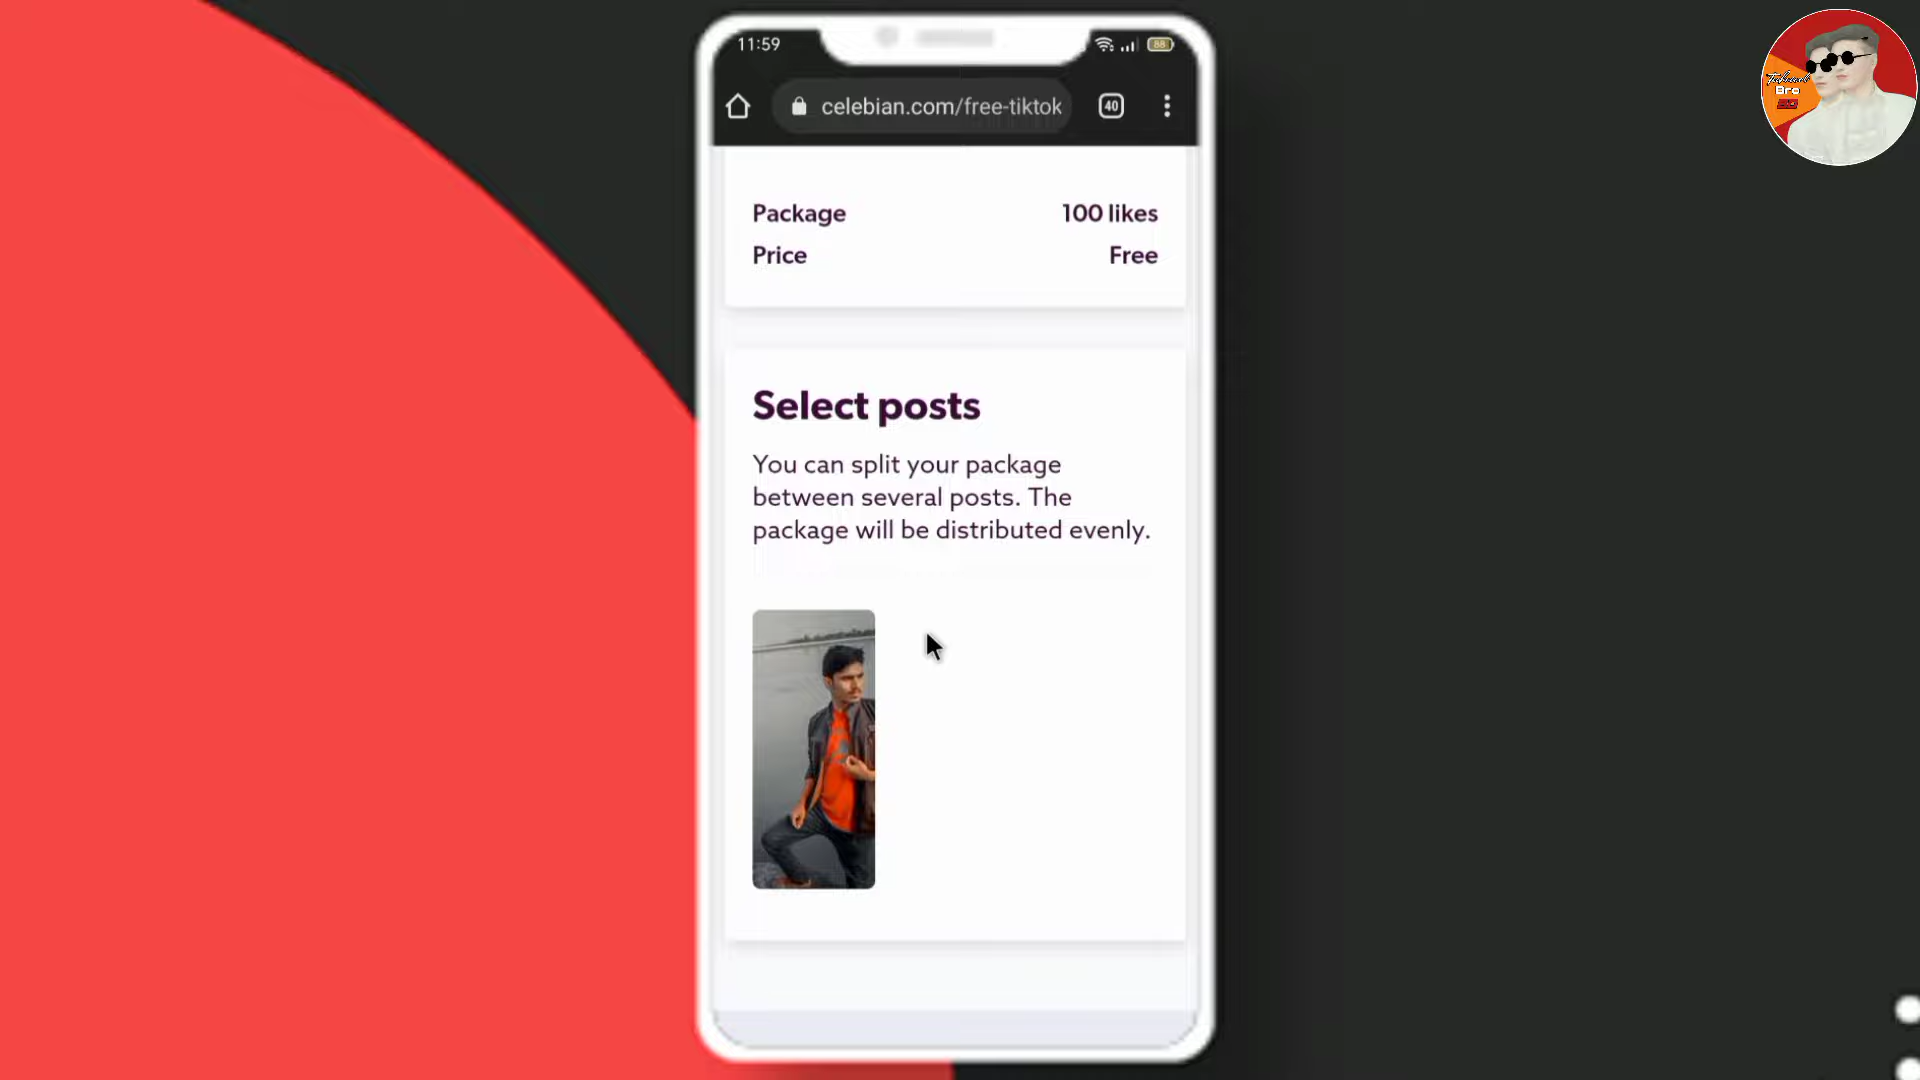 11:59
88
celebian.com/free-tiktok
40
Package 100 likes
Price Free
Select posts
You can split your package
between several posts. The
package will be distributed evenly.
Bro